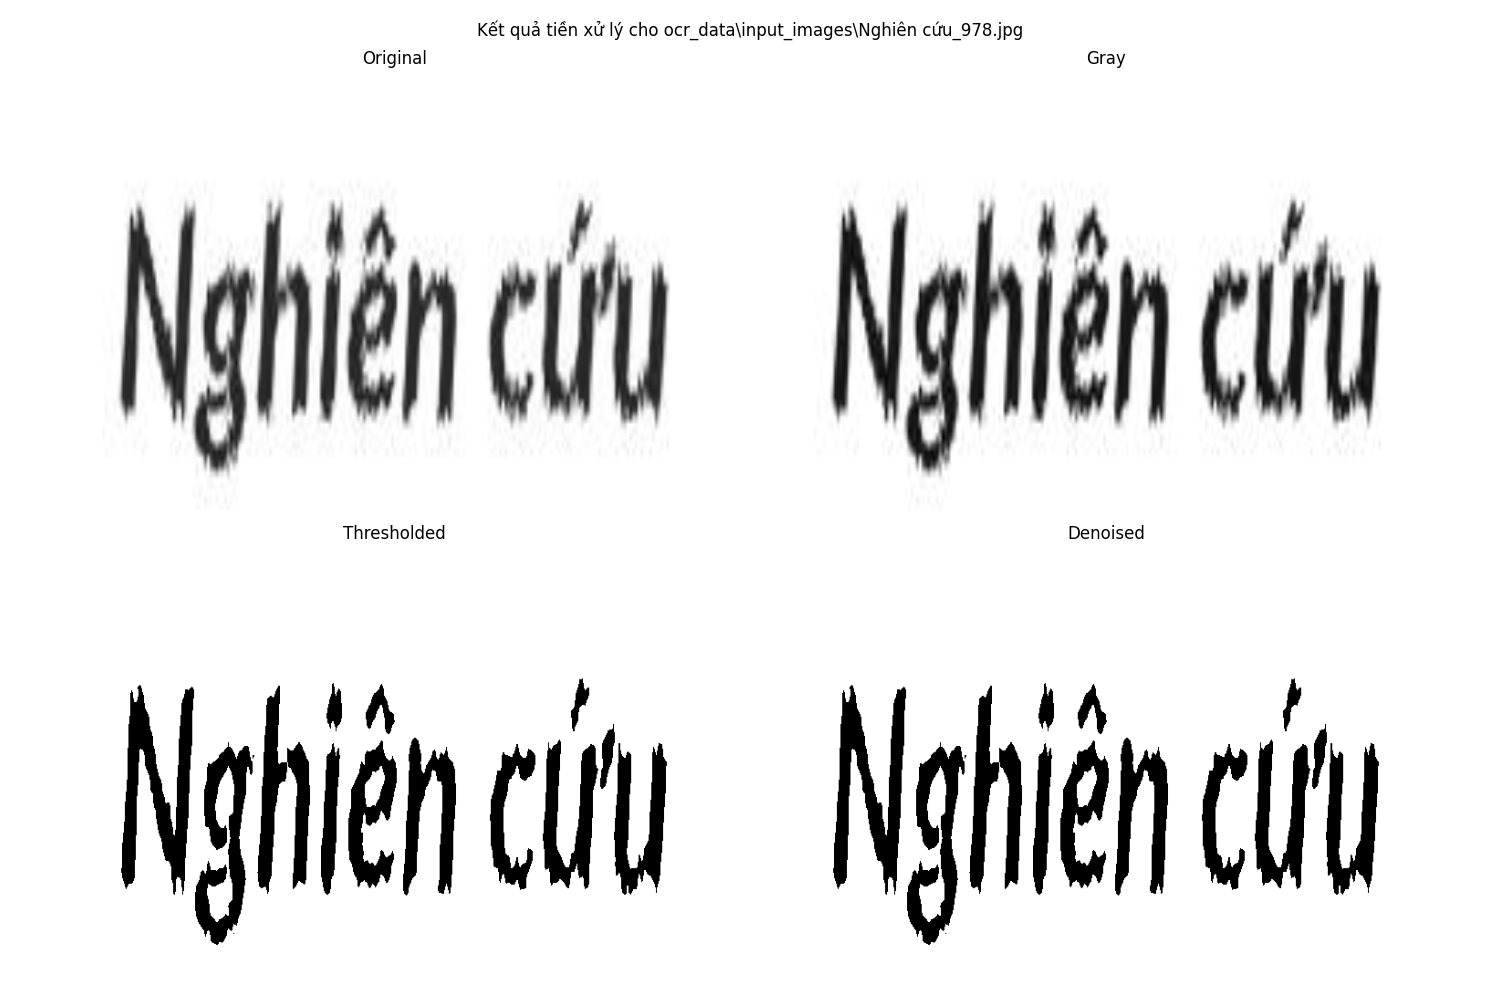 Kết quả tiền xử lý cho ocr_data\input_images\Nghiên cứu_978.jpg
Original
Gray
Nghiên cứu
Nghiên cứu
Thresholded
Denoised
Nghiên cứu
Nghiên cứu